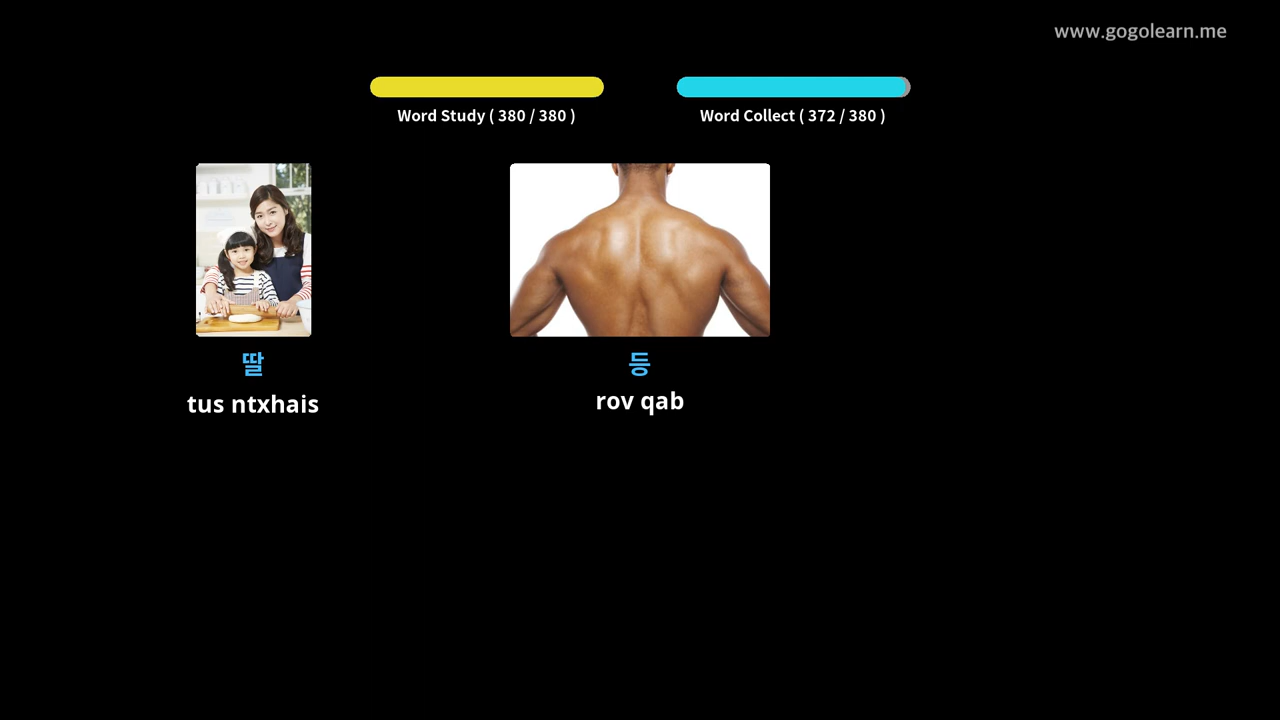 www.gogolearn.me
Word Study ( 380 / 380 )
Word Collect ( 372 / 380 )
딸
tus ntxhais
등
rov qab